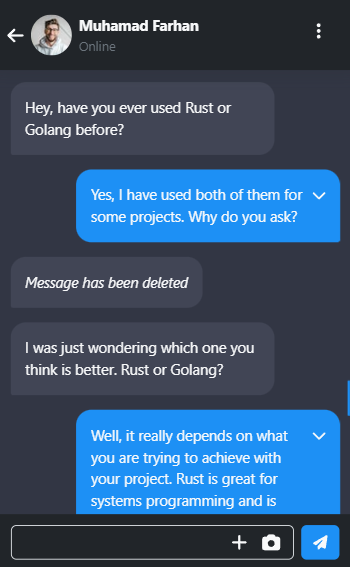 Muhamad Farhan
Online
Hey, have you ever used Rust or
Golang before?
Yes, I have used both of them for
some projects. Why do you ask?
Message has been deleted
I was just wondering which one you
think is better. Rust or Golang?
Well, it really depends on what
you are trying to achieve with
your project. Rust is great for
systems programming and is